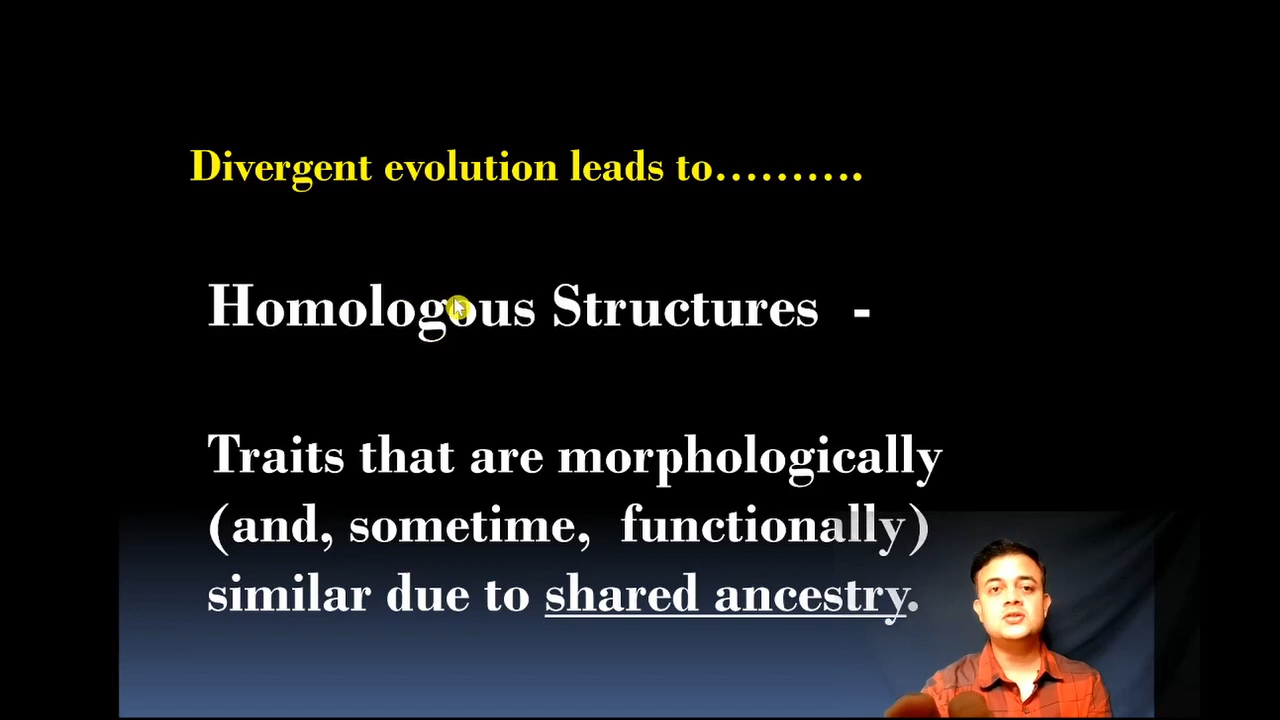 Divergent evolution leads to……….
Homologous Structures -
Traits that are morphologically
(and, sometime, functionally)
similar due to shared ancestry.